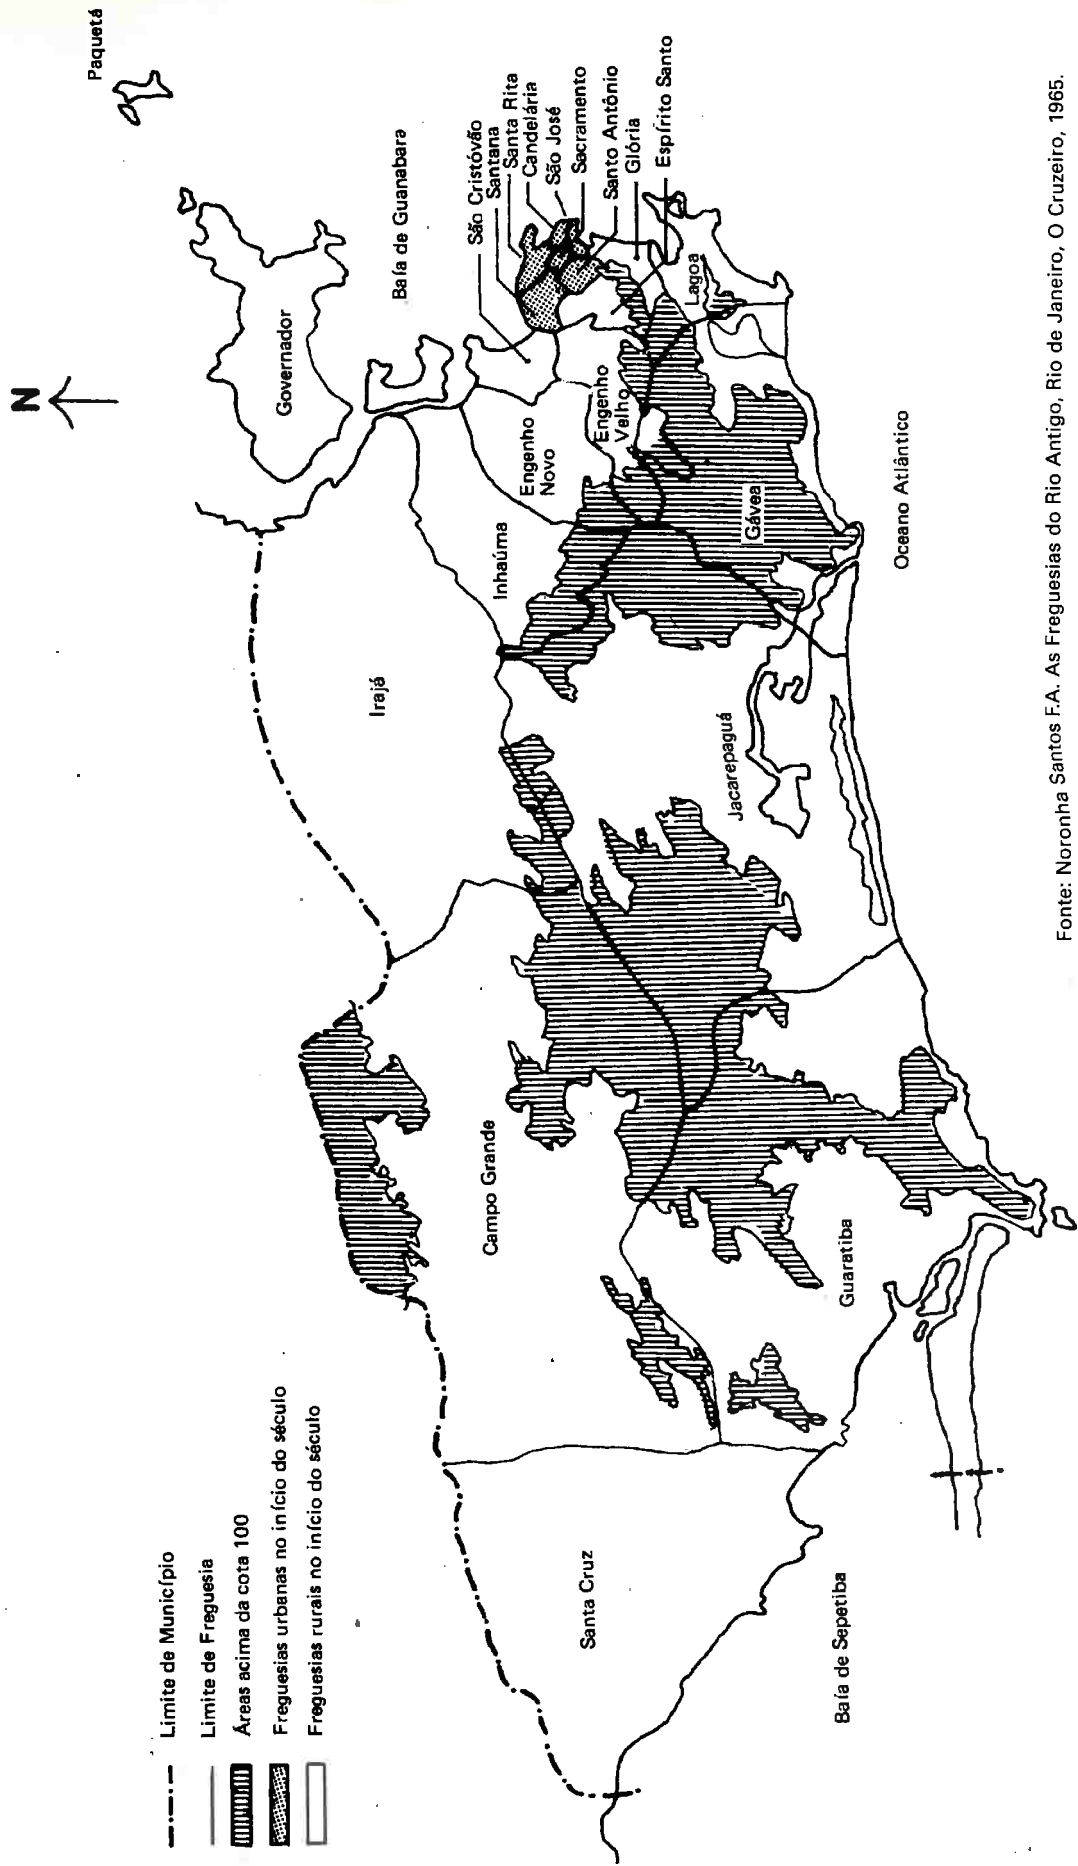 N
Paquetá
Governador
Baía de Guanabara
São Cristóvão
Santana
Santa Rita
Candelária
São José
Sacramento
Santo Antônio
Glória
Espírito Santo
Lagoa
Engenho
Velho
Engenho
Novo
Inhaúma
Irajá
Gávea
Oceano Atlântico
Jacarepaguá
Campo Grande
Guaratiba
Santa Cruz
Baía de Sepetiba
Limite de Município
Limite de Freguesia
Áreas acima da cota 100
Freguesias urbanas no início do século
Freguesias rurais no início do século
Fonte: Noronha Santos F.A. As Freguesias do Rio Antigo, Rio de Janeiro, O Cruzeiro, 1965.